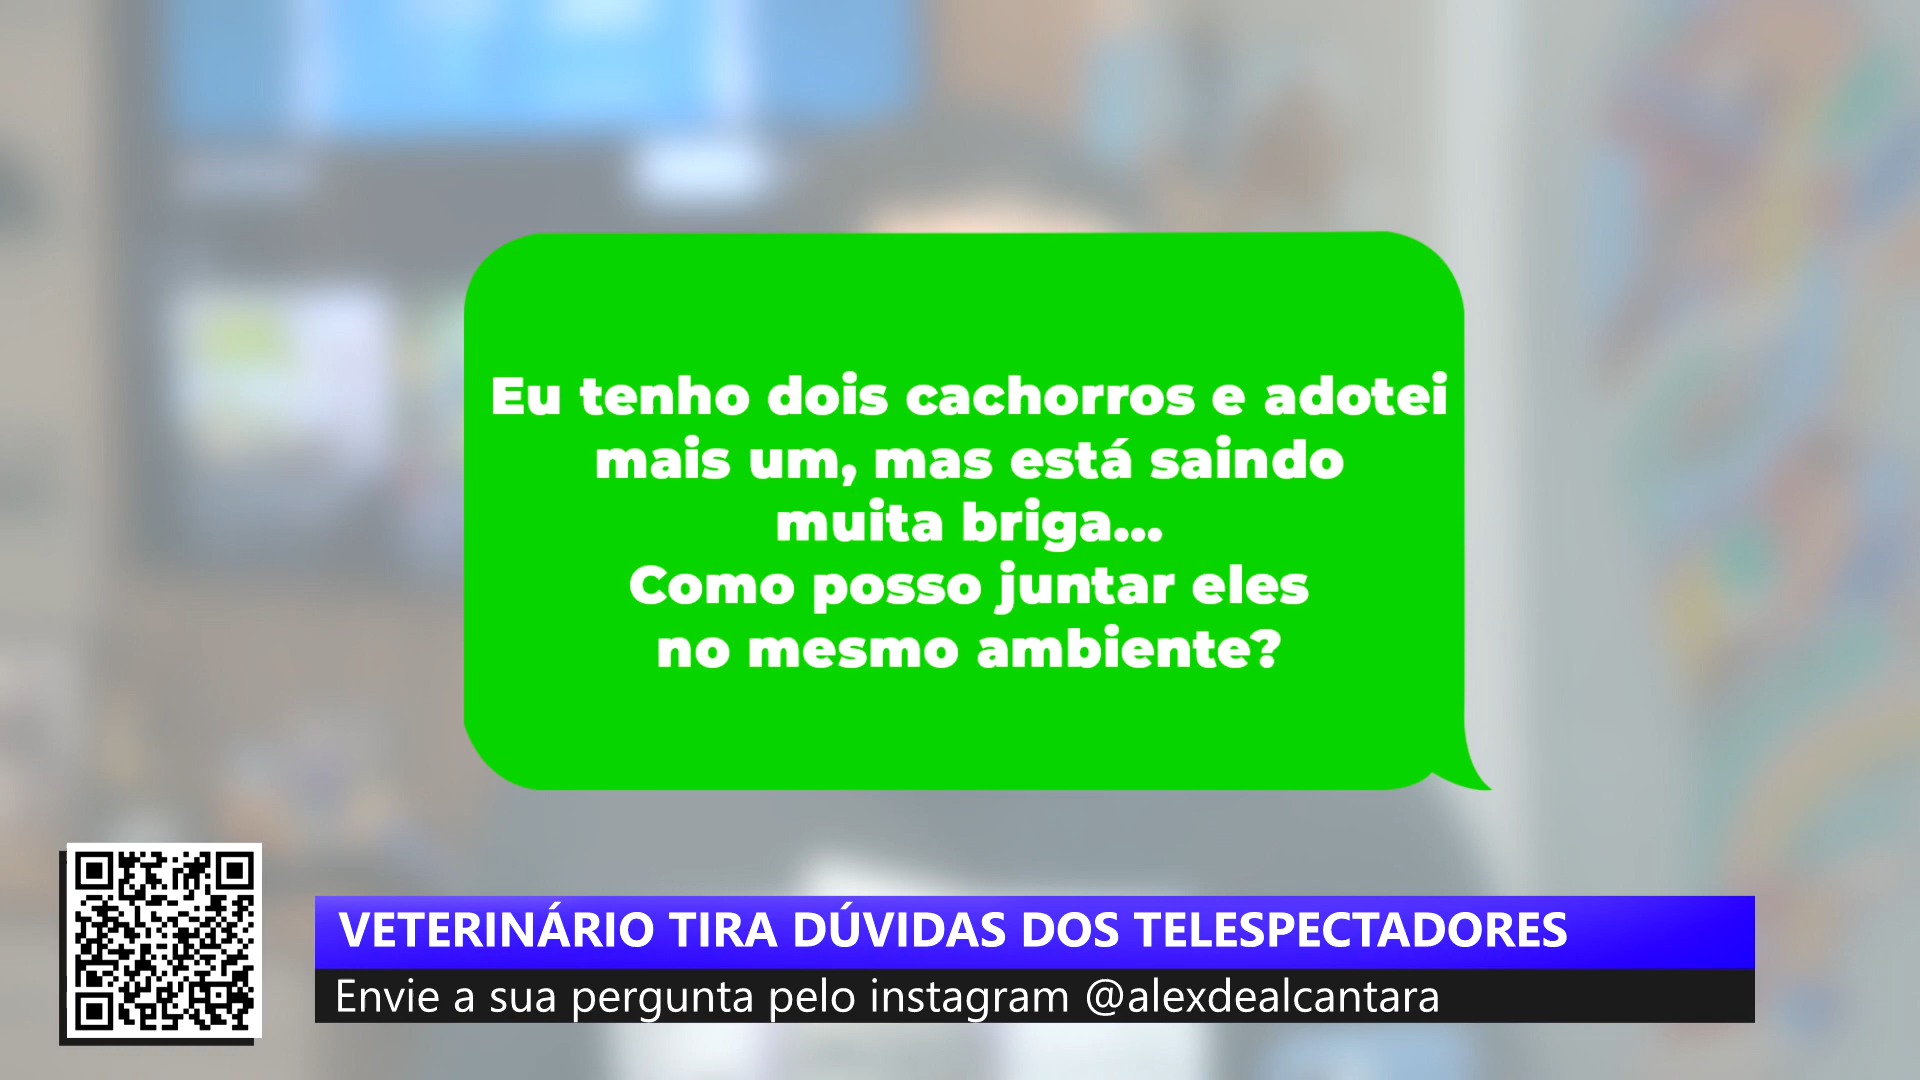 Eu tenho dois cachorros e adotei
mais um, mas está saindo
muita briga...
Como posso juntar eles
no mesmo ambiente?
VETERINÁRIO TIRA DÚVIDAS DOS TELESPECTADORES
Envie a sua pergunta pelo instagram @alexdealcantara